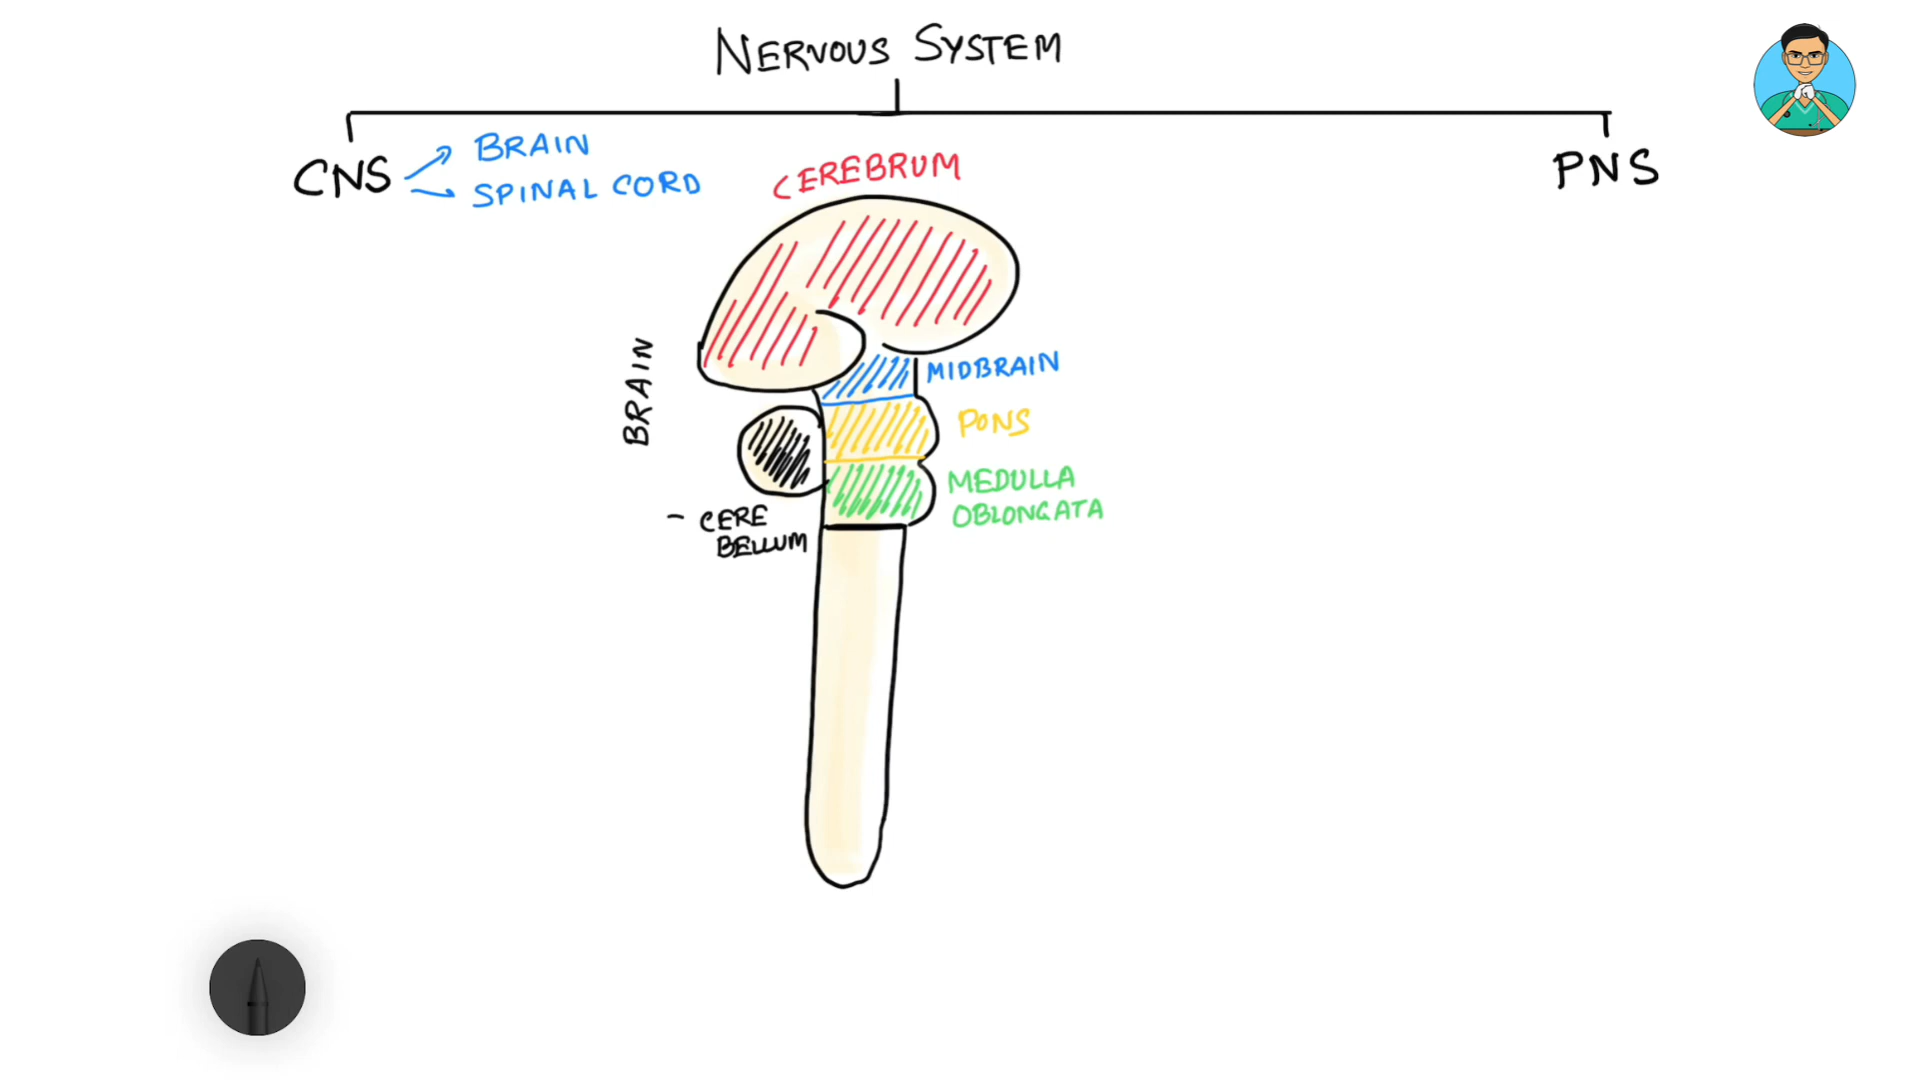 NERVOUS SYSTEM
CNS
BRAIN
SPINAL CORD
PNS
CEREBRUM
BRAIN
MIDBRAIN
PONS
MEDULLA
OBLONGATA
- CERE
BELLUM